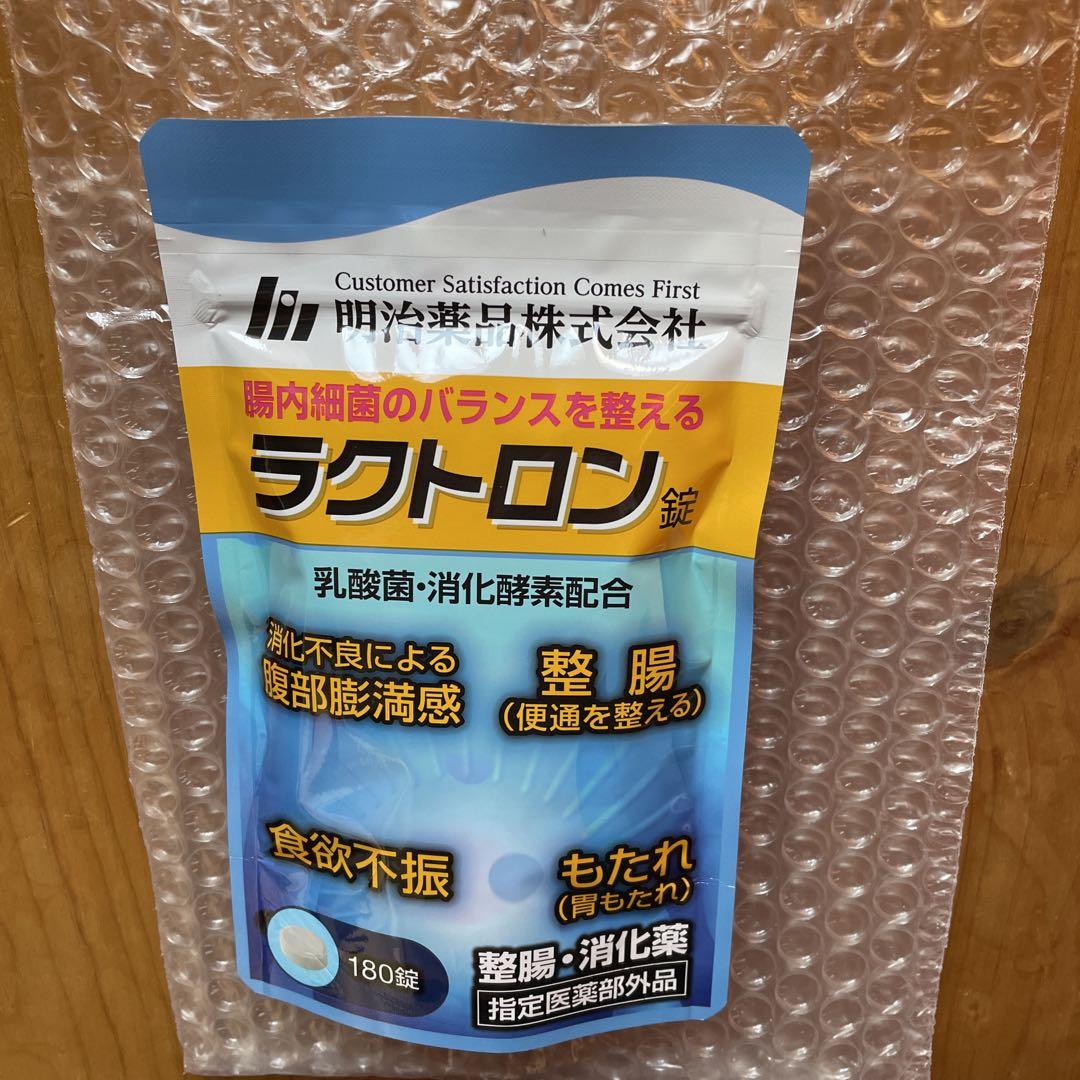 Customer Satisfaction Comes First
明治薬品株式会社
腸内細菌のバランスを整える
ラクトロン錠
乳酸菌・消化酵素配合
消化不良による
腹部膨満感
整腸
(便通を整える)
食欲不振
もたれ
(胃もたれ)
180錠
整腸・消化薬
指定医薬部外品